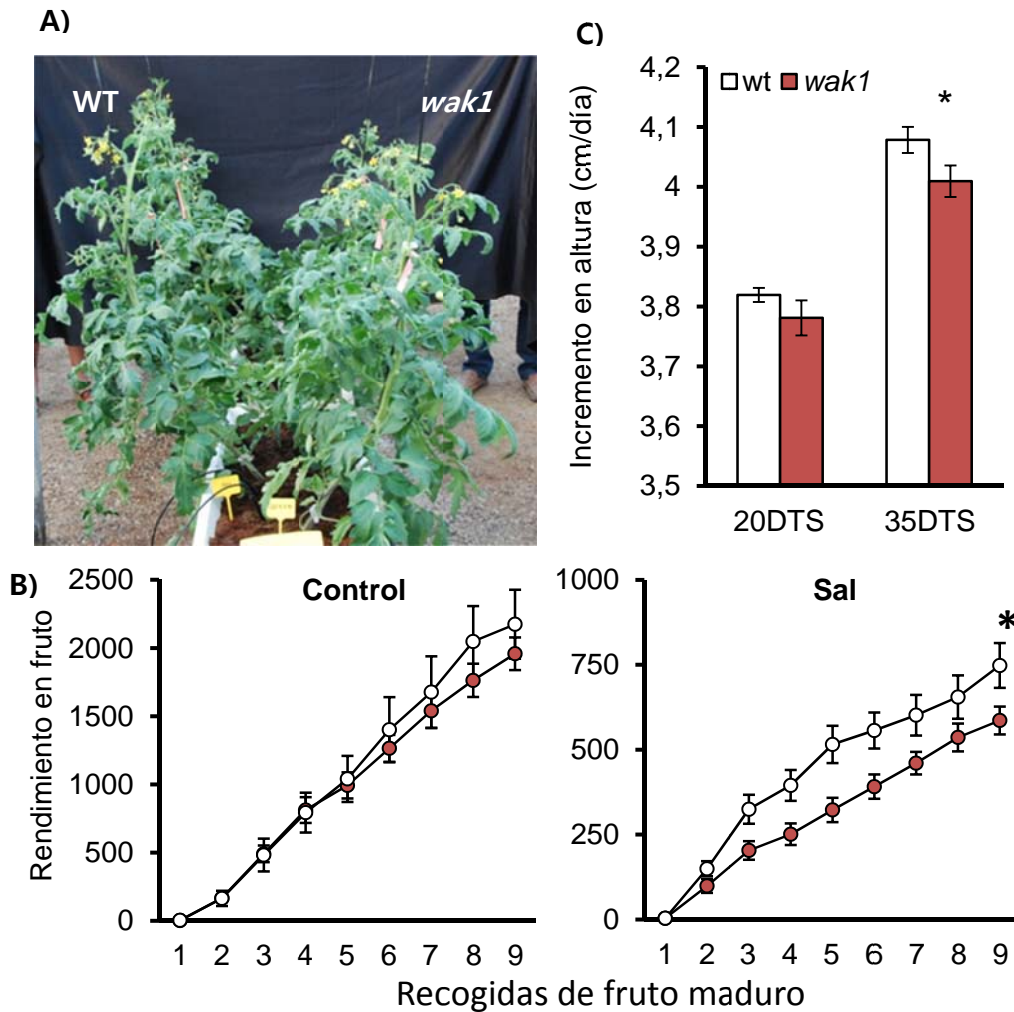 A)
WT
wak1
C)
Incremento en altura (cm/día)
4,2
4,1
4
3,9
3,8
3,7
3,6
3,5
wt wak1
*
20DTS 35DTS
B)
Rendimiento en fruto
Control
2500
2000
1500
1000
500
0
1 2 3 4 5 6 7 8 9
Sal
1000
750
500
250
0
*
1 2 3 4 5 6 7 8 9
Recogidas de fruto maduro